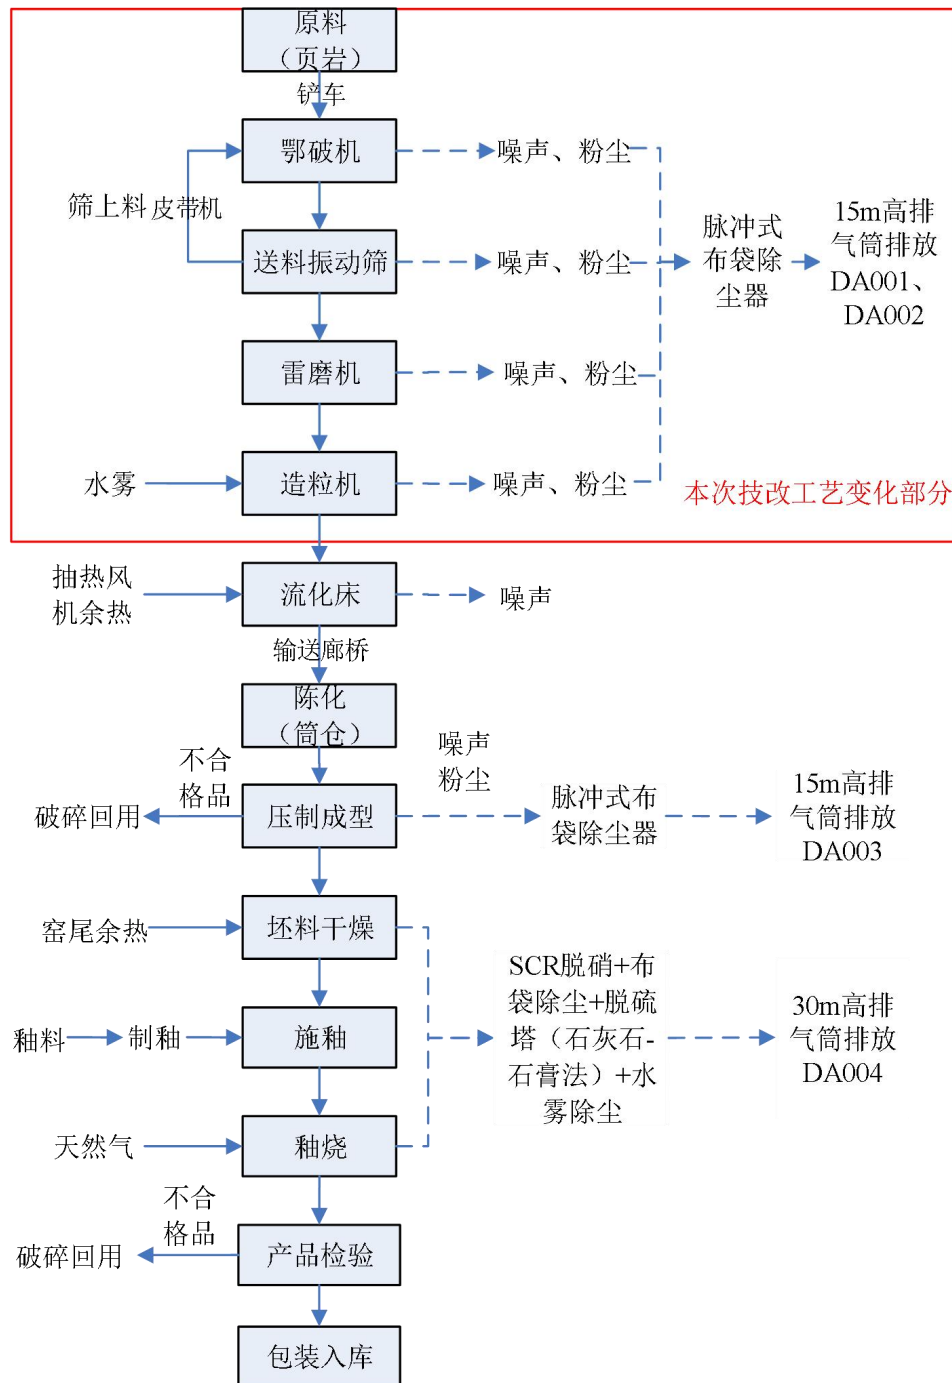 原料
（页岩）
铲车
鄂破机
噪声、粉尘
筛上料
皮带机
送料振动筛
噪声、粉尘
脉冲式
布袋除
尘器
15m高排
气筒排放
DA001、
DA002
雷磨机
噪声、粉尘
水雾
造粒机
噪声、粉尘
本次技改工艺变化部分
抽热风
机余热
流化床
噪声
输送廊桥
陈化
（筒仓）
不合
格品
噪声
粉尘
破碎回用
压制成型
脉冲式布
袋除尘器
15m高排
气筒排放
DA003
窑尾余热
坯料干燥
SCR脱硝+布
袋除尘+脱硫
塔（石灰石-
石膏法）+水
雾除尘
30m高排
气筒排放
DA004
釉料
制釉
施釉
天然气
釉烧
不合
格品
破碎回用
产品检验
包装入库